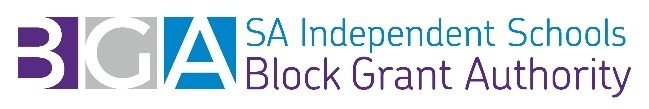 BGA SA Independent Schools
Block Grant Authority